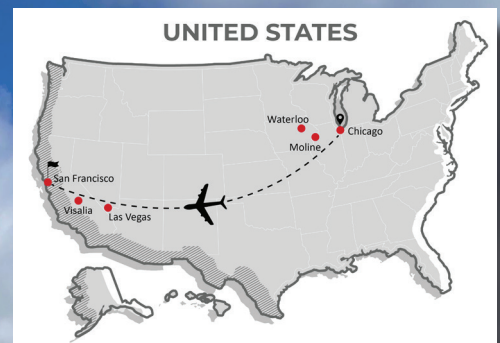 UNITED STATES
Waterloo
Chicago
Moline
San Francisco
Visalia
Las Vegas